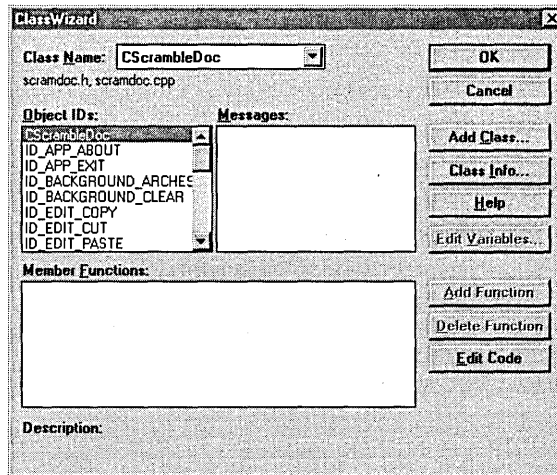 ClassWizard
Class Name: CScrambleDoc
scramdoc.h, scramdoc.cpp
OK
Cancel
Object IDs:
CScrambleDoc
ID_APP_ABOUT
ID_APP_EXIT
ID_BACKGROUND_ARCHES
ID_BACKGROUND_CLEAR
ID_EDIT_COPY
ID_EDIT_CUT
ID_EDIT_PASTE
Messages:
Add Class...
Class Info...
Help
Edit Variables...
Member Functions:
Add Function
Delete Function
Edit Code
Description: